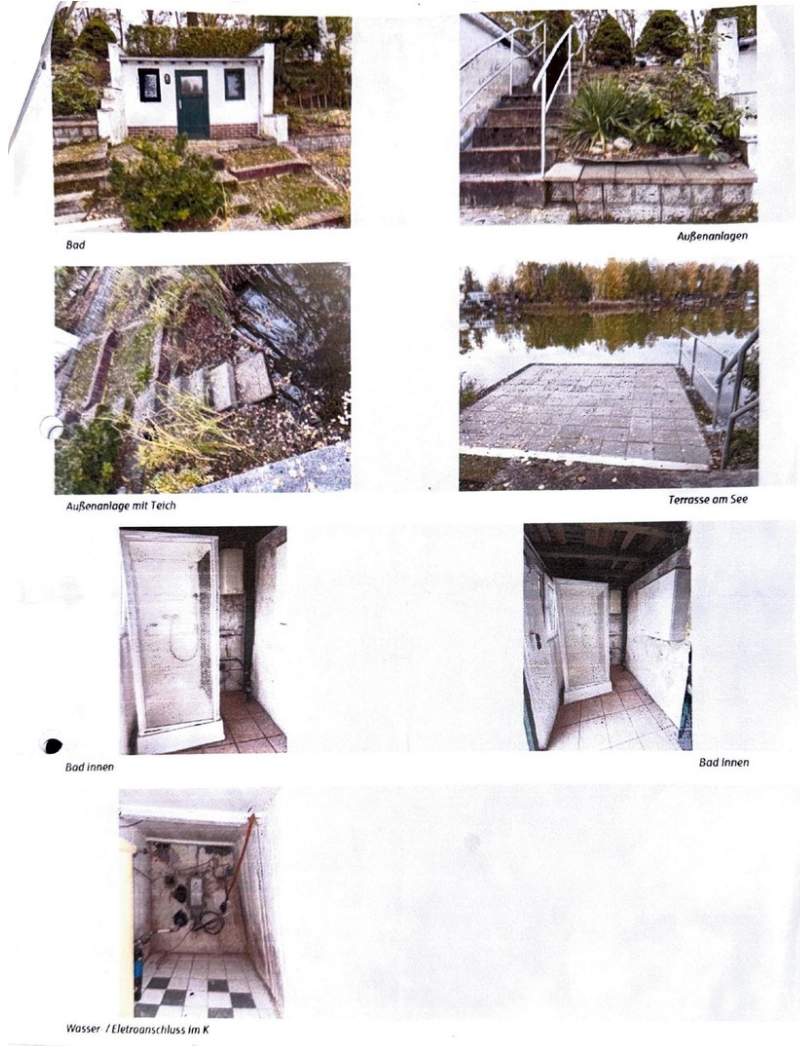 Bad
Außenanlagen
Außenanlage mit Teich
Terrasse am See
Bad innen
Bad innen
Wasser- / Eletroanschluss im K